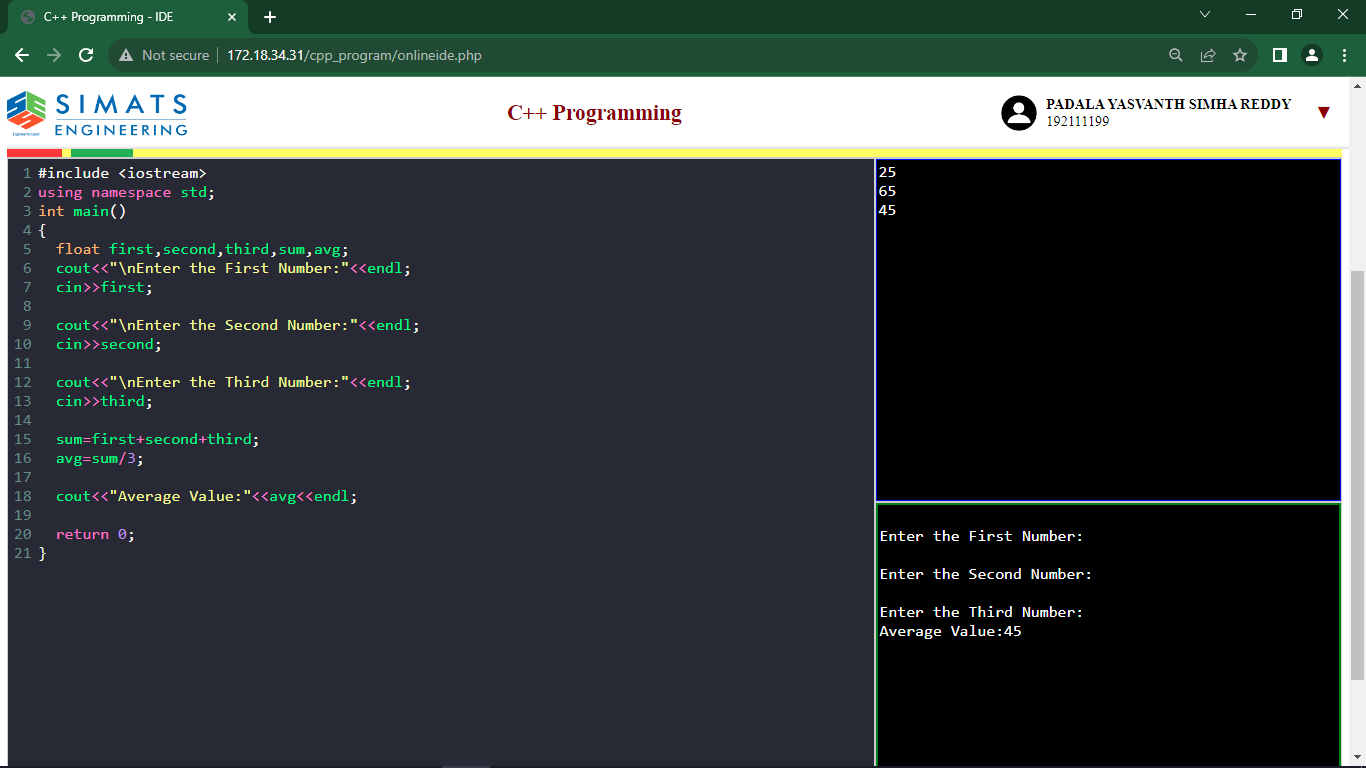 C++ Programming - IDE
Not secure 172.18.34.31/cpp_program/onlineide.php
SIMATS
ENGINEERING
C++ Programming
PADALA YASVANTH SIMHA REDDY
192111199
1 #include <iostream>
2 using namespace std;
3 int main()
4 {
5 float first,second,third,sum,avg;
6 cout<<"\nEnter the First Number:"<<endl;
7 cin>>first;
8
9 cout<<"\nEnter the Second Number:"<<endl;
10 cin>>second;
11
12 cout<<"\nEnter the Third Number:"<<endl;
13 cin>>third;
14
15 sum=first+second+third;
16 avg=sum/3;
17
18 cout<<"Average Value:"<<avg<<endl;
19
20 return 0;
21 }
25
65
45
Enter the First Number:
Enter the Second Number:
Enter the Third Number:
Average Value:45